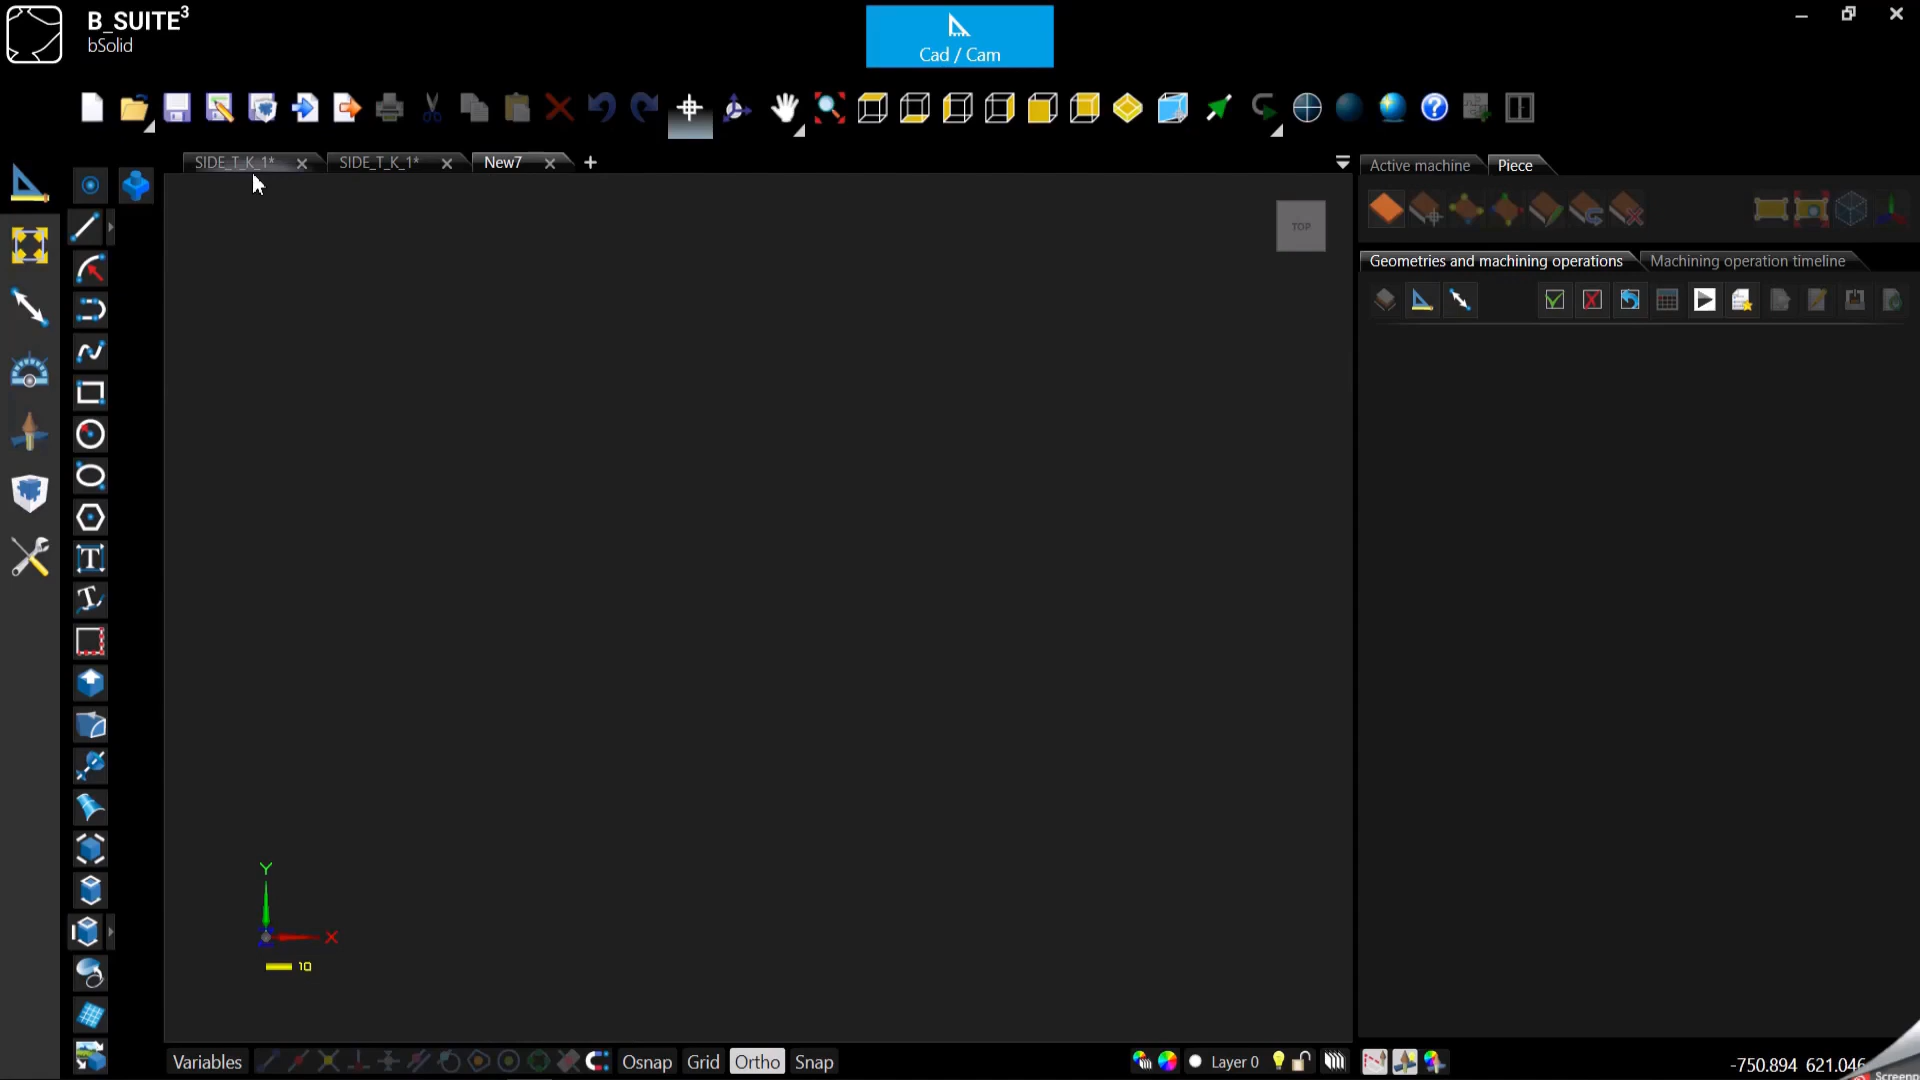 B_SUITE³
bSolid
Cad / Cam
SIDE_T_K_1*
SIDE_T_K_1*
New7
Active machine
Piece
TOP
Geometries and machining operations
Machining operation timeline
Y
X
10
Variables
Osnap
Grid
Ortho
Snap
Layer 0
-750.894 621.046